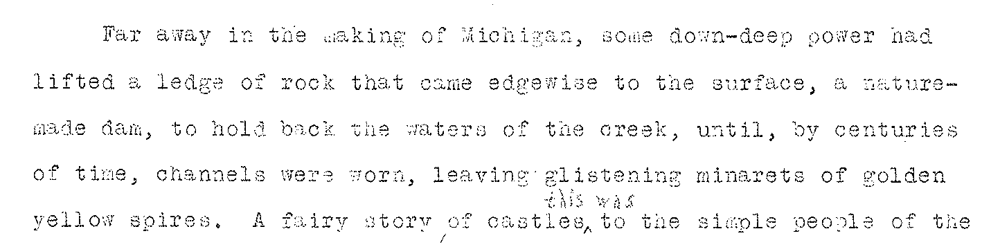 Far away in the making of Michigan, some down-deep power had
lifted a ledge of rock that came edgewise to the surface, a nature-
made dam, to hold back the waters of the creek, until, by centuries
of time, channels were worn, leaving glistening minarets of golden
this was
yellow spires. A fairy story, of castles^ to the simple people of the